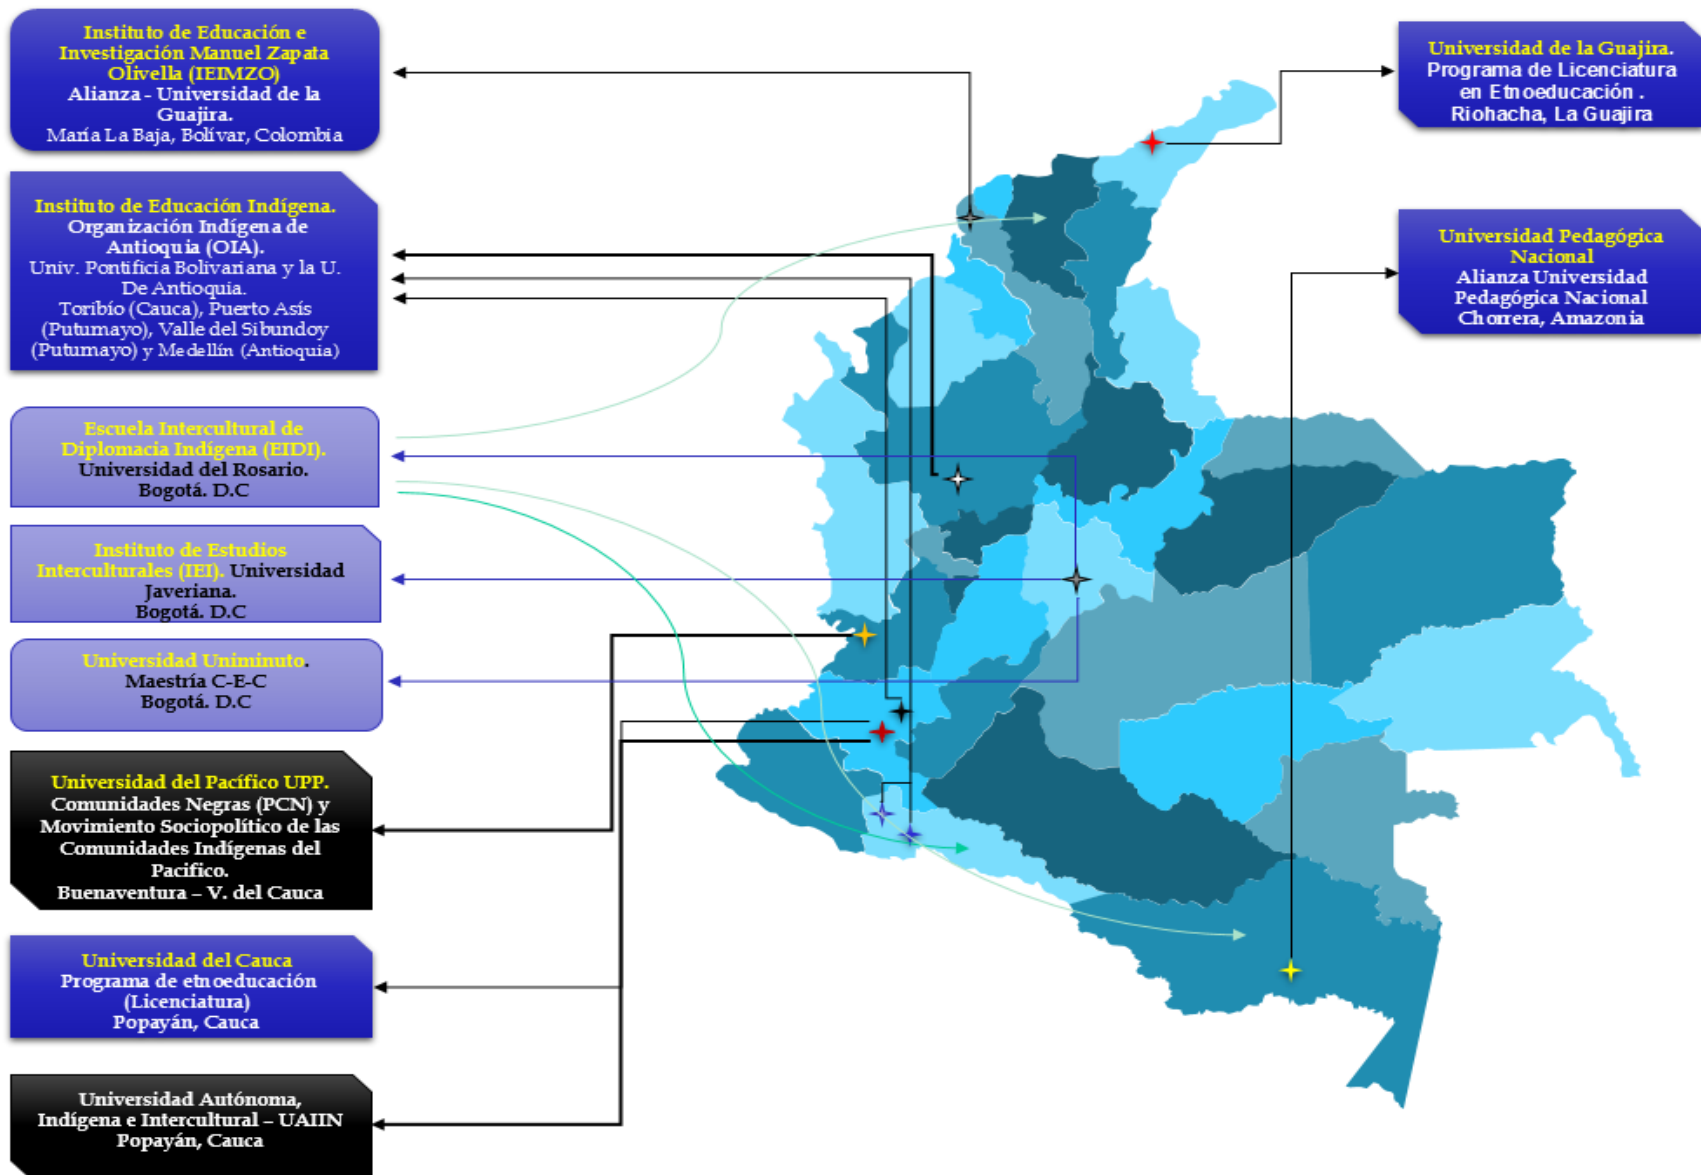 Instituto de Educación e
Investigación Manuel Zapata
Olivella (IEIMZO)
Alianza - Universidad de la
Guajira.
María La Baja, Bolívar, Colombia
Instituto de Educación Indígena.
Organización Indígena de
Antioquia (OIA).
Univ. Pontificia Bolivariana y la U.
De Antioquia.
Toribío (Cauca), Puerto Asís
(Putumayo), Valle del Sibundoy
(Putumayo) y Medellín (Antioquia)
Escuela Intercultural de
Diplomacia Indígena (EIDI).
Universidad del Rosario.
Bogotá. D.C
Instituto de Estudios
Interculturales (IEI). Universidad
Javeriana.
Bogotá. D.C
Universidad Uniminuto.
Maestría C-E-C
Bogotá. D.C
Universidad del Pacífico UPP.
Comunidades Negras (PCN) y
Movimiento Sociopolítico de las
Comunidades Indígenas del
Pacifico.
Buenaventura – V. del Cauca
Universidad del Cauca
Programa de etnoeducación
(Licenciatura)
Popayán, Cauca
Universidad Autónoma,
Indígena e Intercultural – UAIIN
Popayán, Cauca
Universidad de la Guajira.
Programa de Licenciatura
en Etnoeducación .
Riohacha, La Guajira
Universidad Pedagógica
Nacional
Alianza Universidad
Pedagógica Nacional
Chorrera, Amazonia